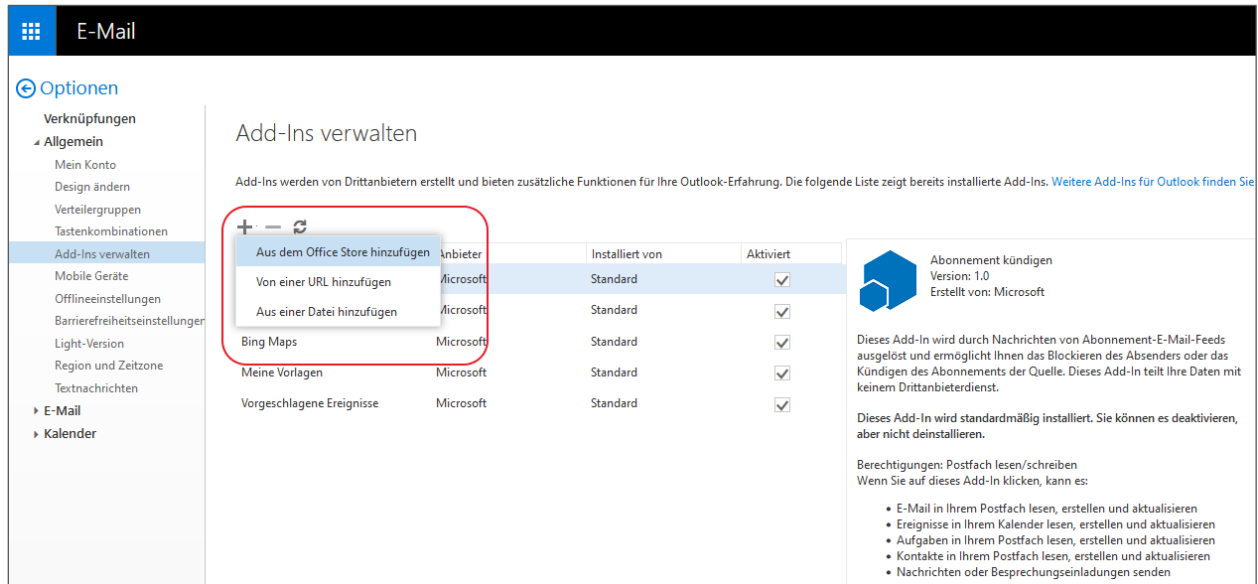 E-Mail
Optionen
Verknüpfungen
Allgemein
Mein Konto
Design ändern
Verteilergruppen
Tastenkombinationen
Add-Ins verwalten
Mobile Geräte
Offlineeinstellungen
Barrierefreiheitseinstellungen
Light-Version
Region und Zeitzone
Textnachrichten
E-Mail
Kalender
Add-Ins verwalten
Add-Ins werden von Drittanbietern erstellt und bieten zusätzliche Funktionen für Ihre Outlook-Erfahrung. Die folgende Liste zeigt bereits installierte Add-Ins. Weitere Add-Ins für Outlook finden Sie
Aus dem Office Store hinzufügen
Von einer URL hinzufügen
Aus einer Datei hinzufügen
Anbieter Installiert von Aktiviert
Microsoft Standard
Microsoft Standard
Bing Maps Microsoft Standard
Meine Vorlagen Microsoft Standard
Vorgeschlagene Ereignisse Microsoft Standard
Abonnement kündigen
Version: 1.0
Erstellt von: Microsoft
Dieses Add-In wird durch Nachrichten von Abonnement-E-Mail-Feeds
ausgelöst und ermöglicht Ihnen das Blockieren des Absenders oder das
Kündigen des Abonnements der Quelle. Dieses Add-In teilt Ihre Daten mit
keinem Drittanbieterdienst.
Dieses Add-In wird standardmäßig installiert. Sie können es deaktivieren,
aber nicht deinstallieren.
Berechtigungen: Postfach lesen/schreiben
Wenn Sie auf dieses Add-In klicken, kann es:
• E-Mail in Ihrem Postfach lesen, erstellen und aktualisieren
• Ereignisse in Ihrem Kalender lesen, erstellen und aktualisieren
• Aufgaben in Ihrem Postfach lesen, erstellen und aktualisieren
• Kontakte in Ihrem Postfach lesen, erstellen und aktualisieren
• Nachrichten oder Besprechungseinladungen senden